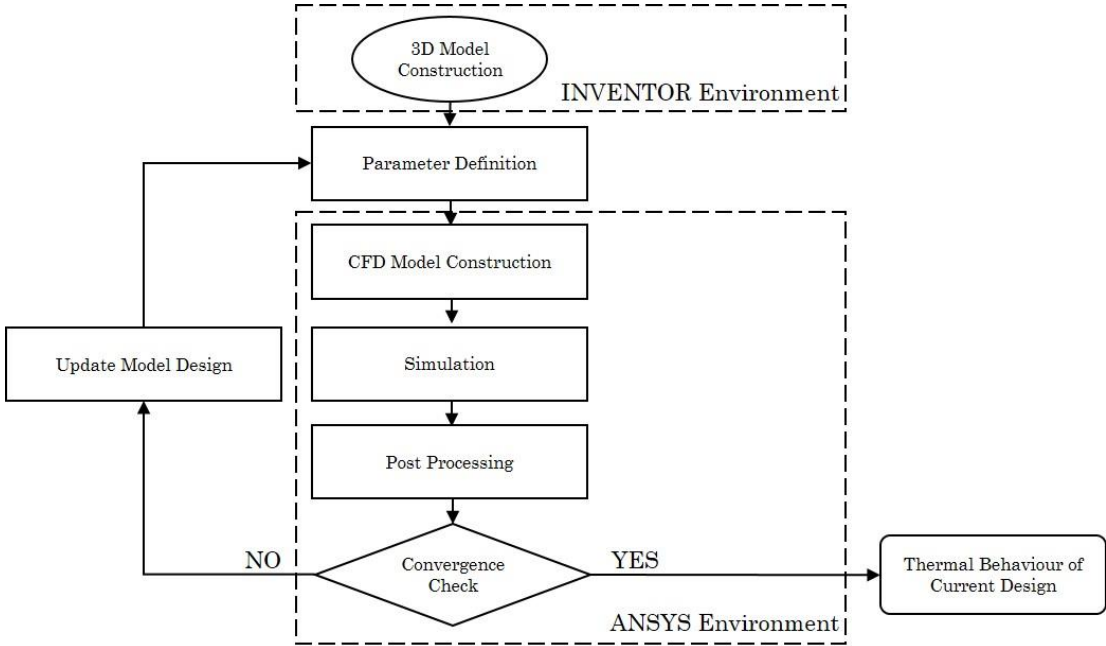 3D Model
Construction
INVENTOR Environment
Parameter Definition
CFD Model Construction
Update Model Design
Simulation
Post Processing
NO
Convergence
Check
YES
Thermal Behaviour of
Current Design
ANSYS Environment